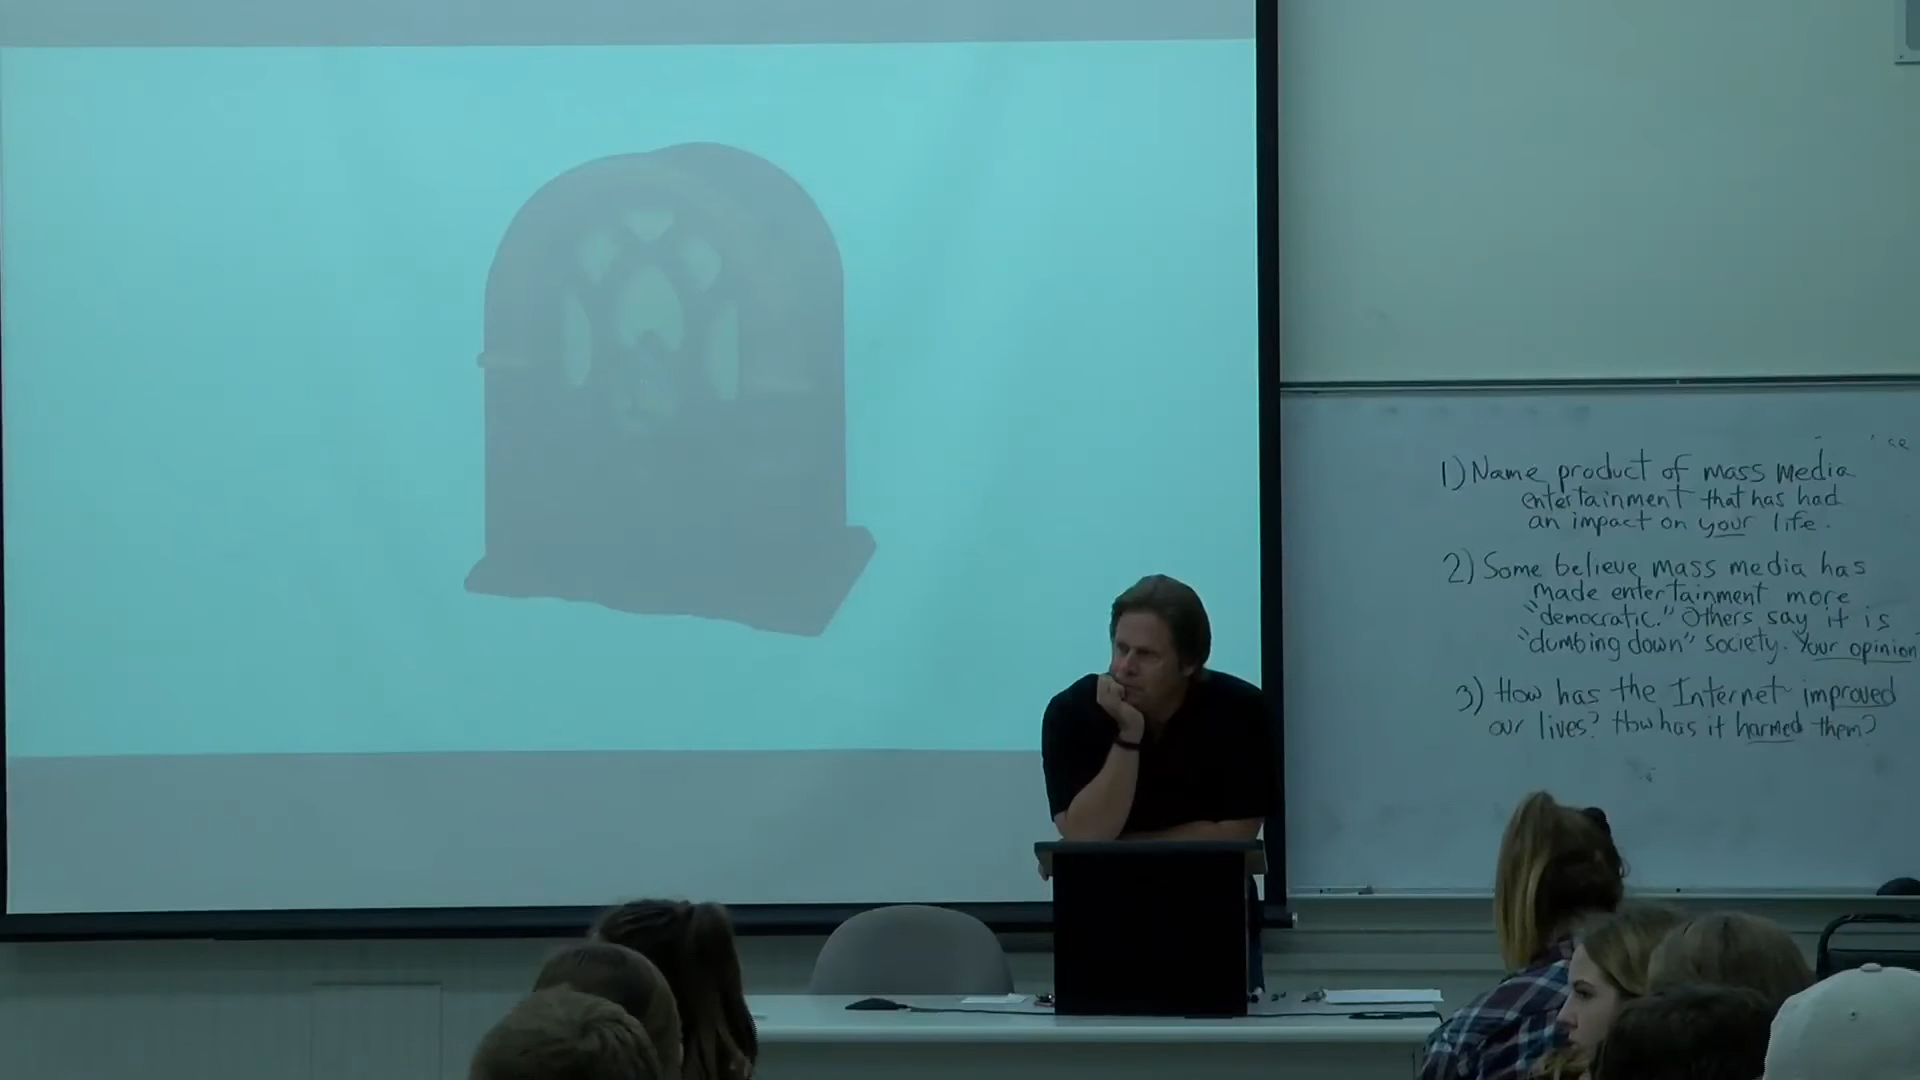 1) Name product of mass media
entertainment that has had
an impact on your life.
2) Some believe mass media has
made entertainment more
"democratic." Others say it is
"dumbing down" society. Your opinion
3) How has the Internet improved
our lives? How has it harmed them?